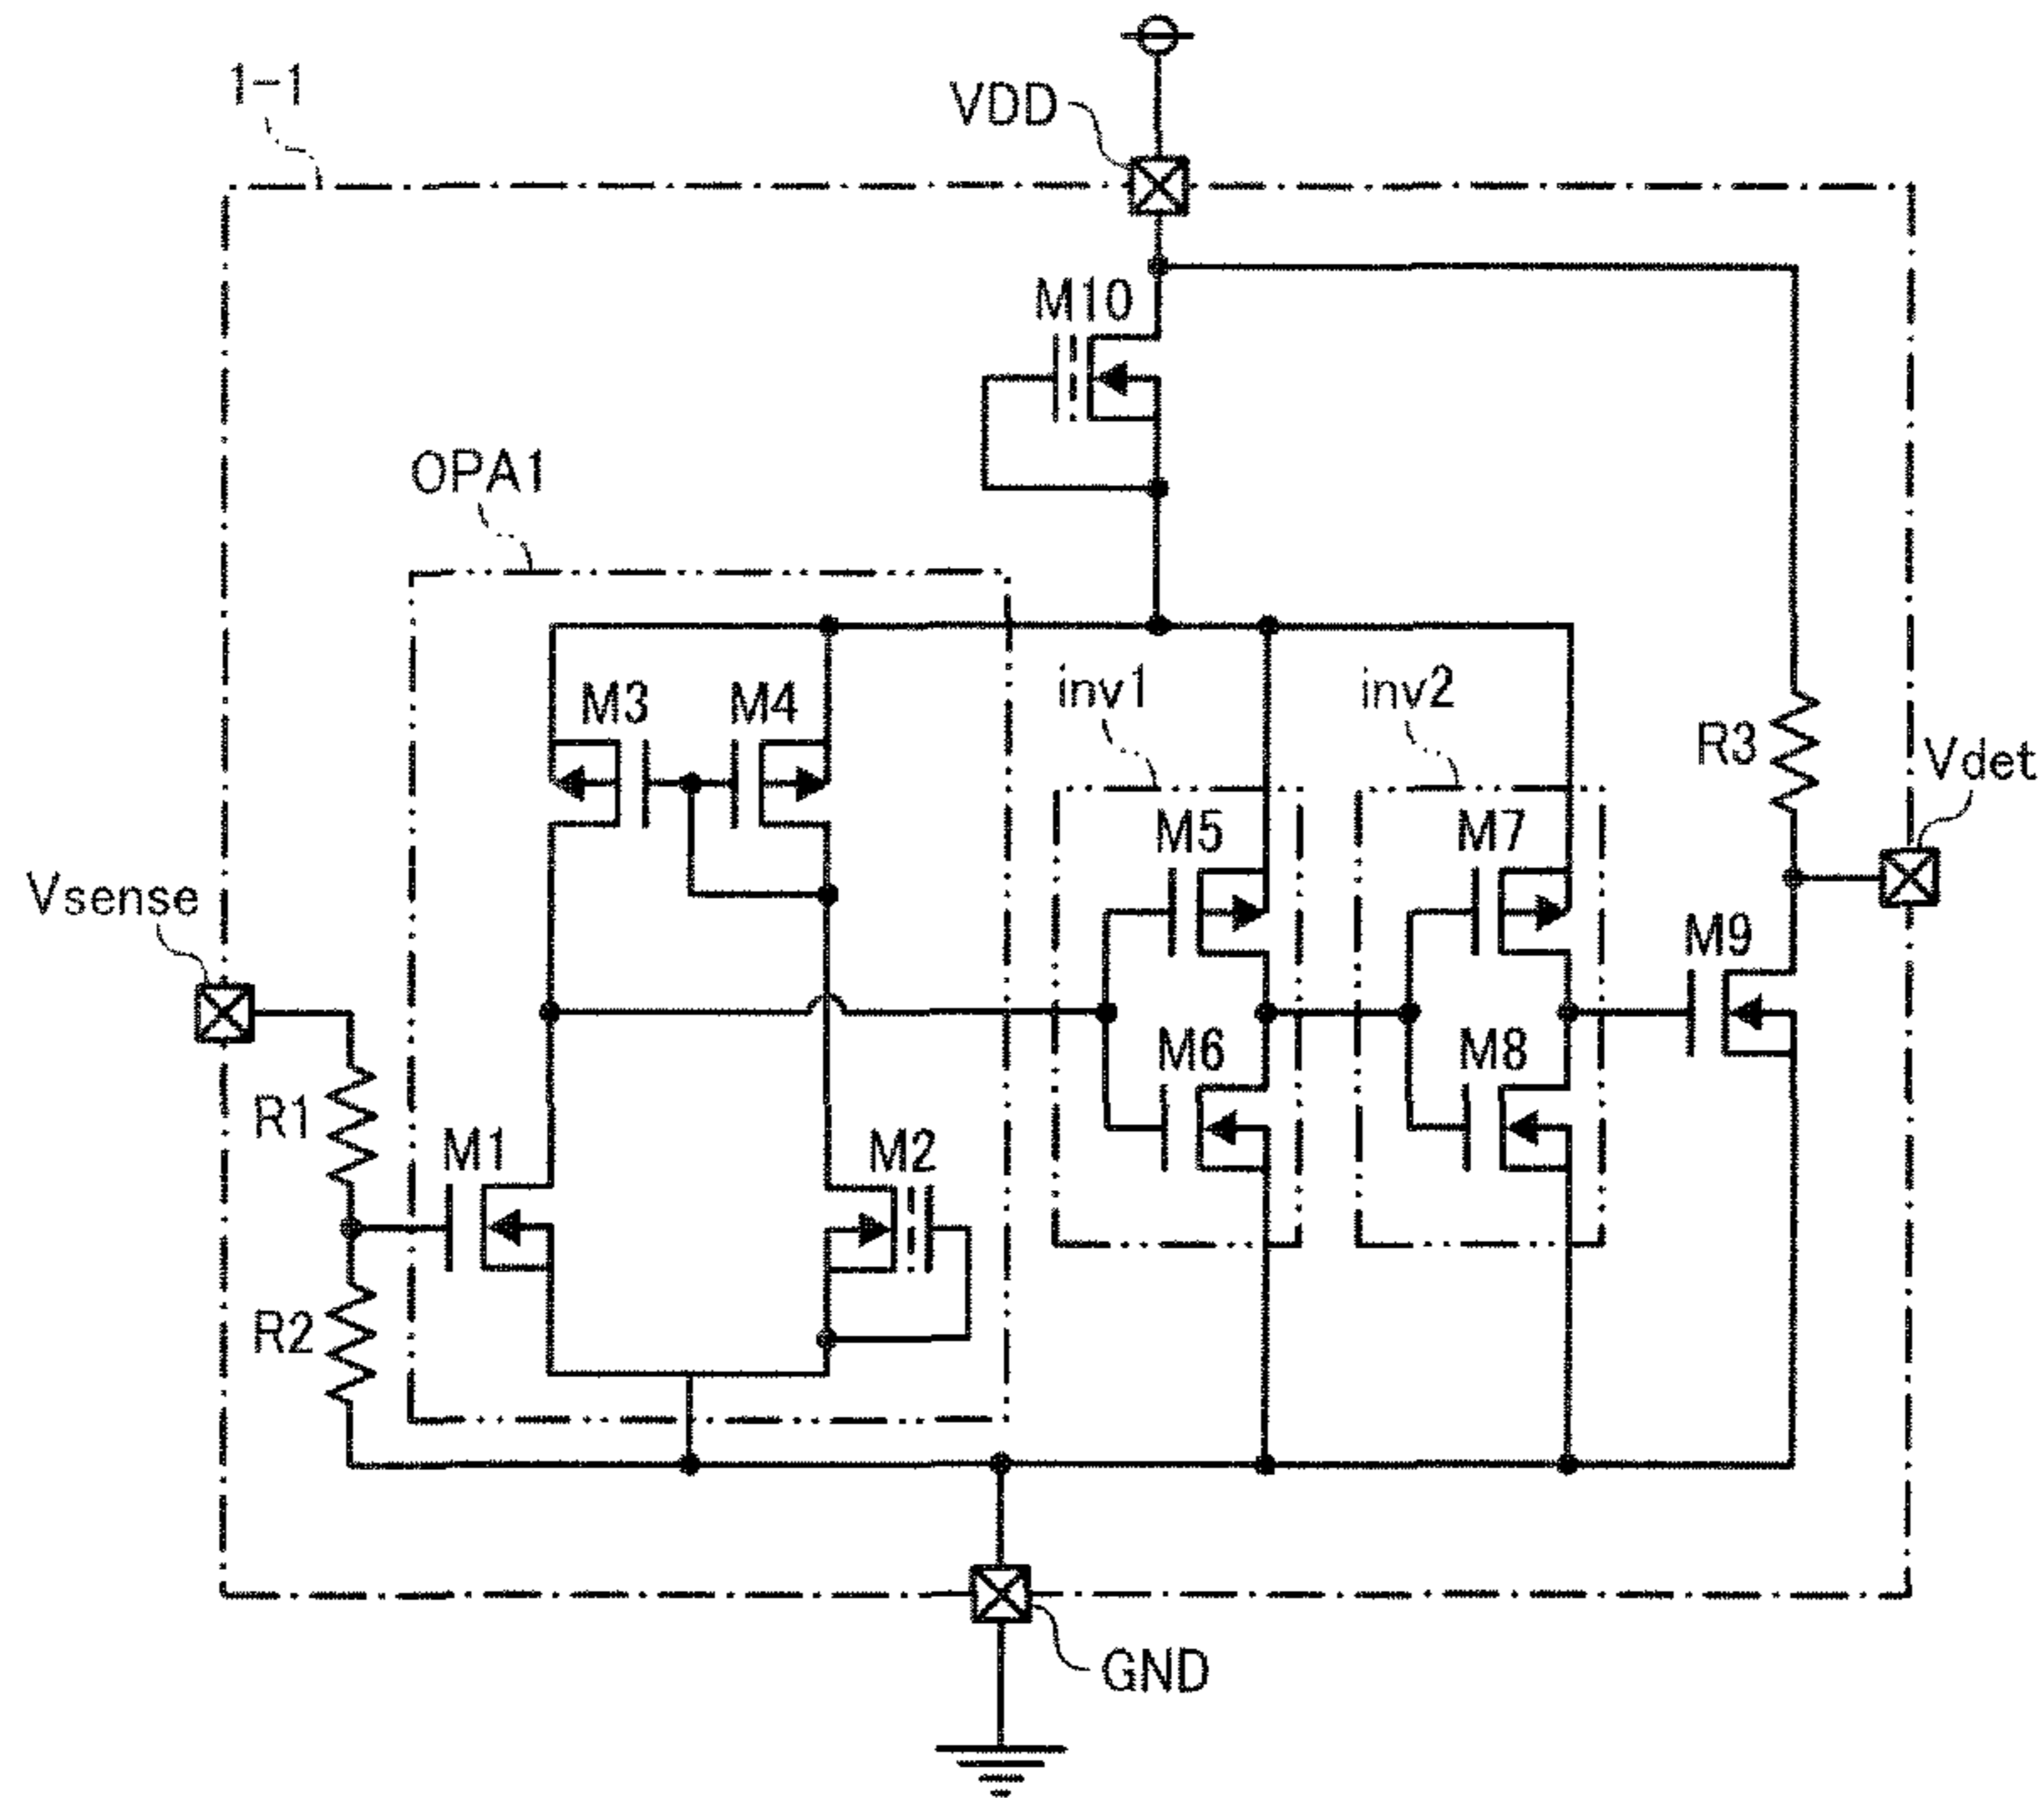 1-1
VDD
M10
OPA1
M3
M4
inv1
inv2
R3
Vdet
M5
M7
Vsense
M9
M6
M8
R1
M1
M2
R2
GND